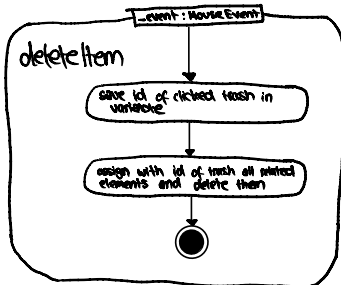 _event: MouseEvent
deleteItem
save id of clicked trash in
variable
assign with id of trash all related
elements and delete them